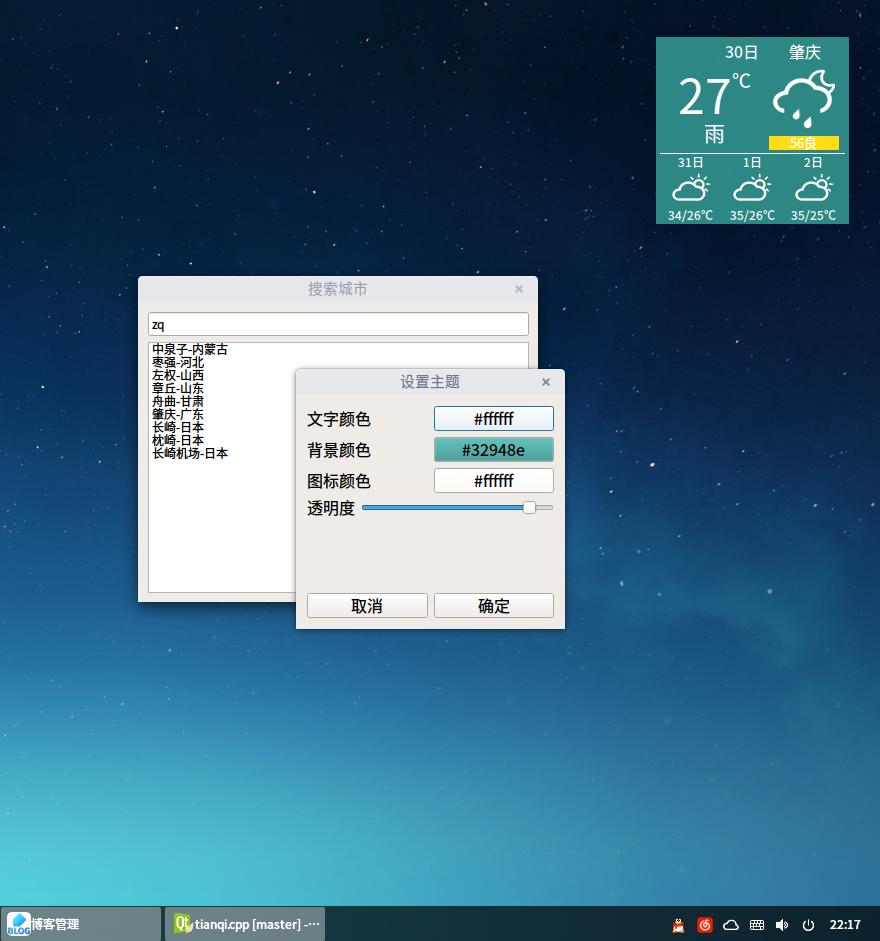 30日 肇庆
27℃
雨
56良
31日 1日 2日
34/26℃ 35/26℃ 35/25℃
搜索城市
zq
中泉子-内蒙古
枣强-河北
左权-山西
章丘-山东
舟曲-甘肃
肇庆-广东
长崎-日本
枕崎-日本
长崎机场-日本
设置主题
文字颜色 #ffffff
背景颜色 #32948e
图标颜色 #ffffff
透明度
取消 确定
BLOG 博客管理
Qt tianqi.cpp [master] -⋯
22:17